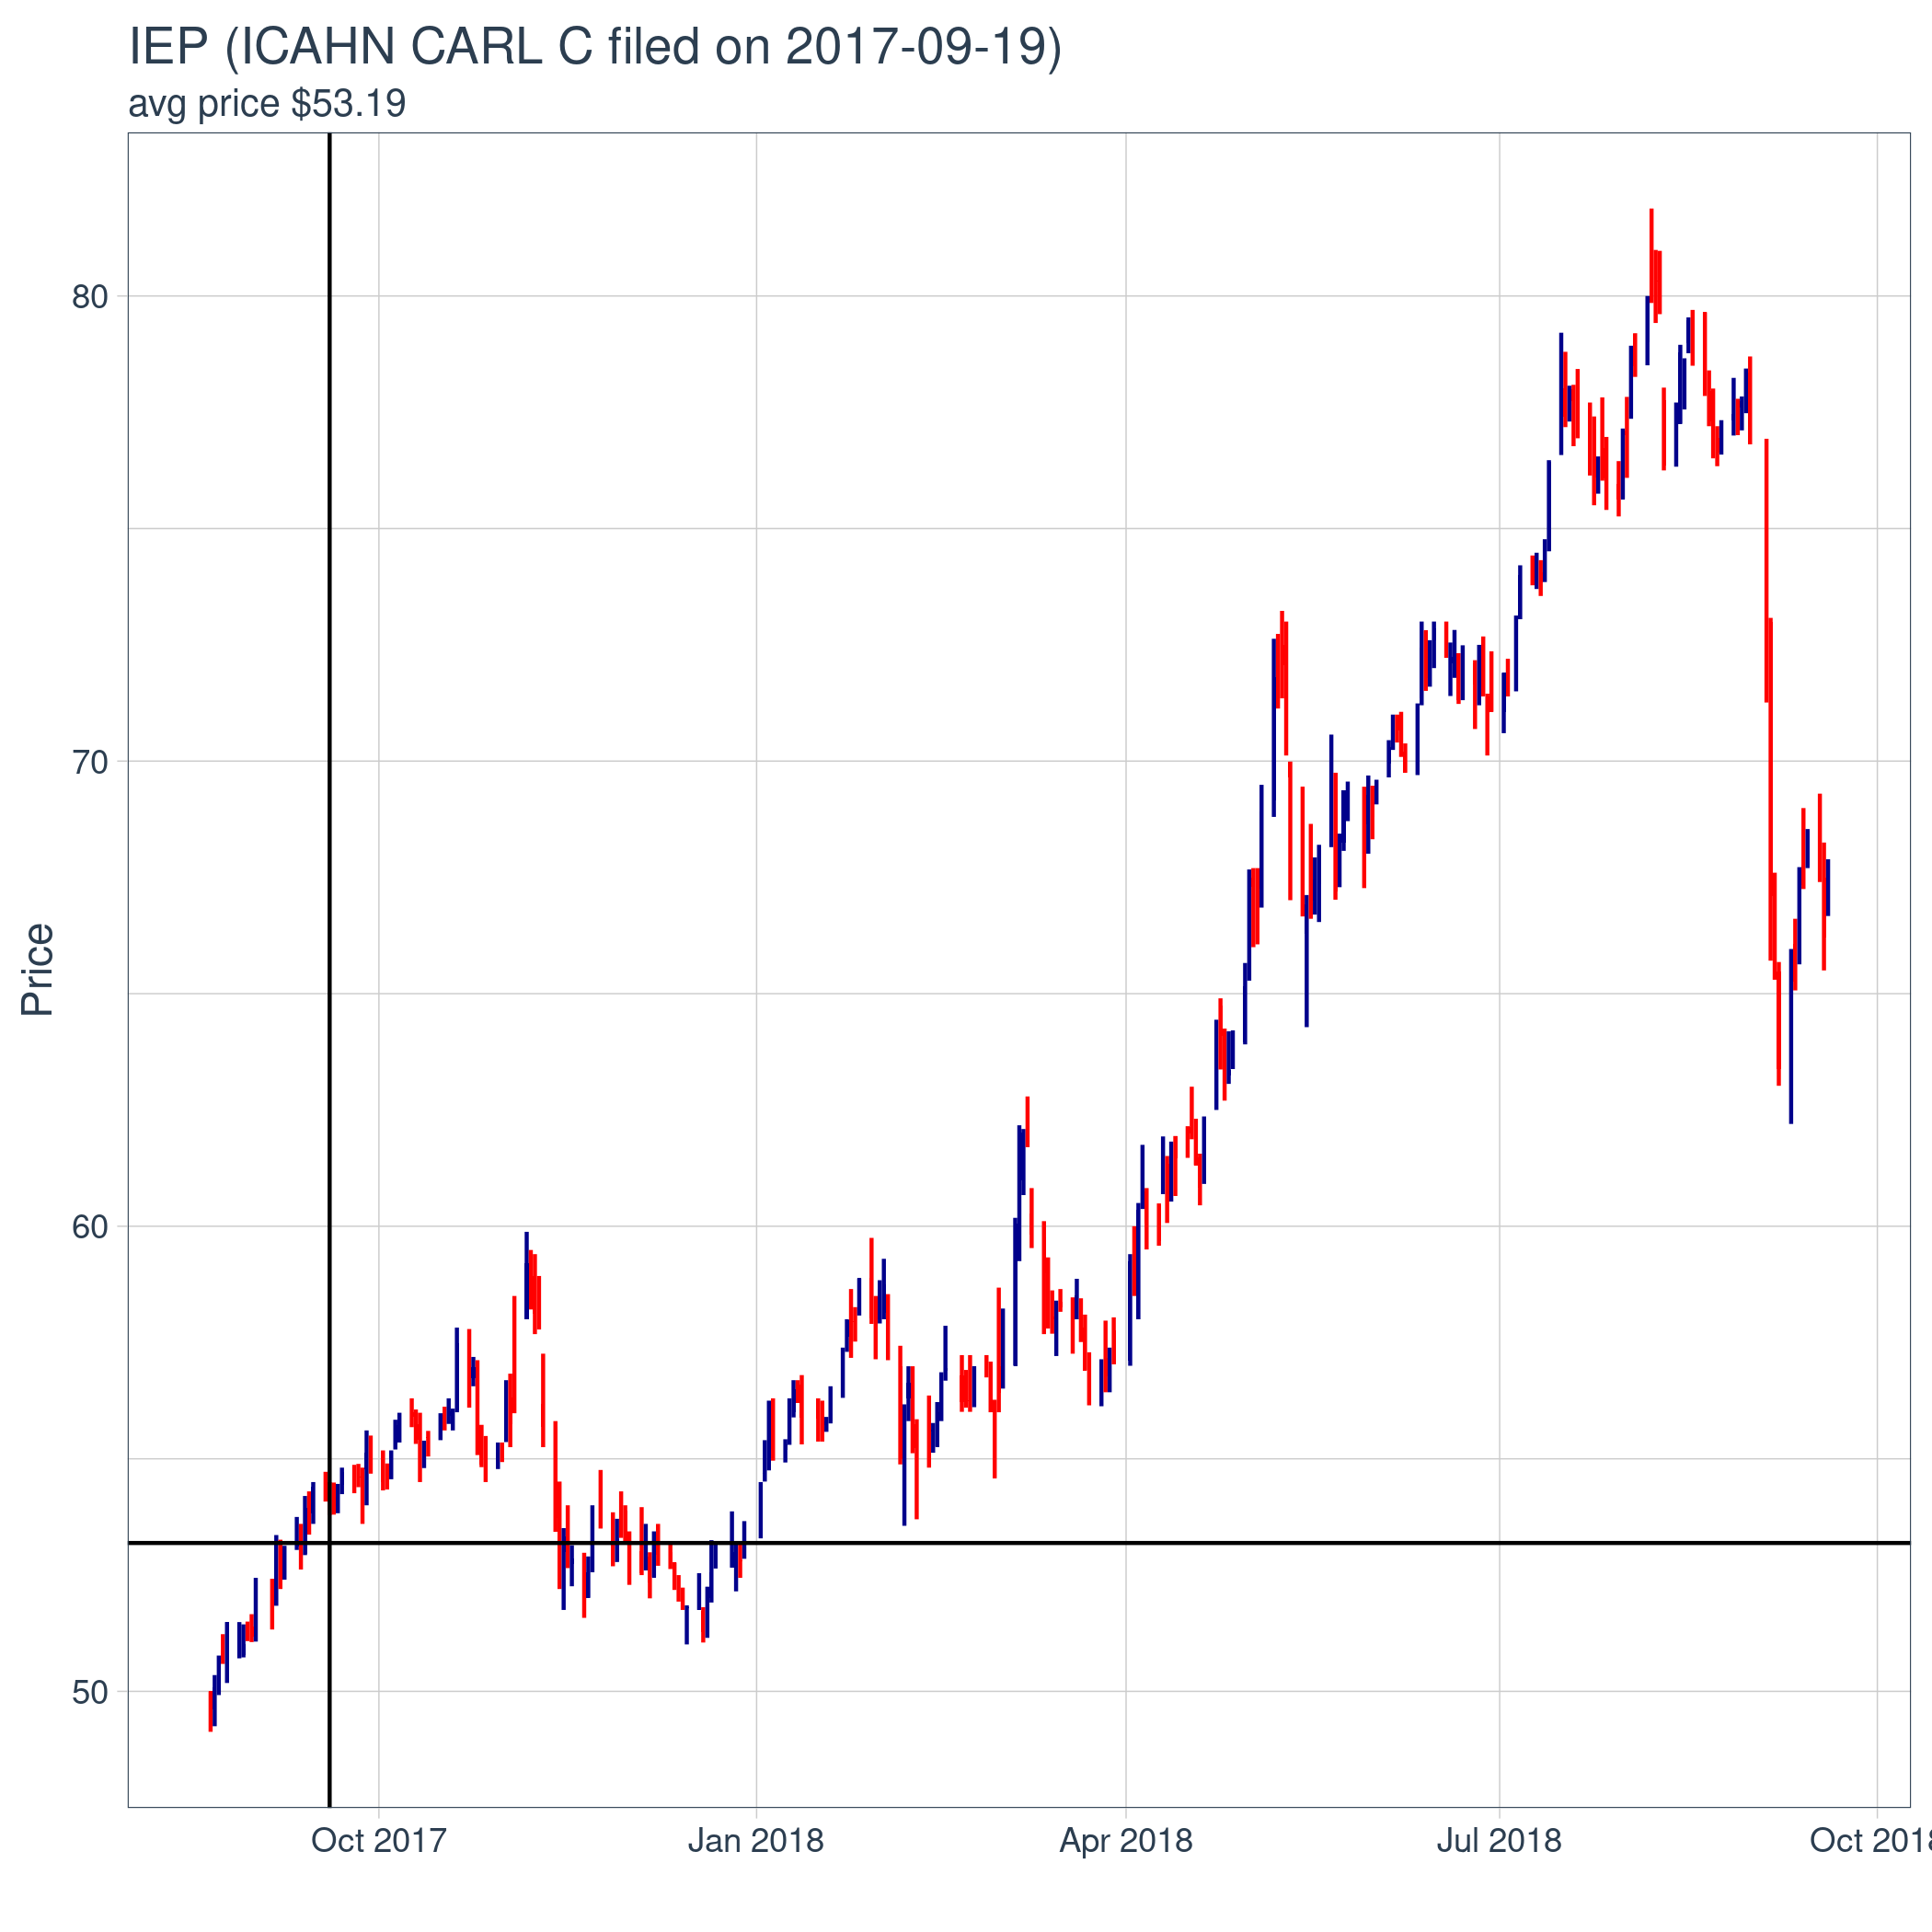 IEP (ICAHN CARL C filed on 2017-09-19)
avg price $53.19
80
70
60
50
Price
Oct 2017
Jan 2018
Apr 2018
Jul 2018
Oct 2018